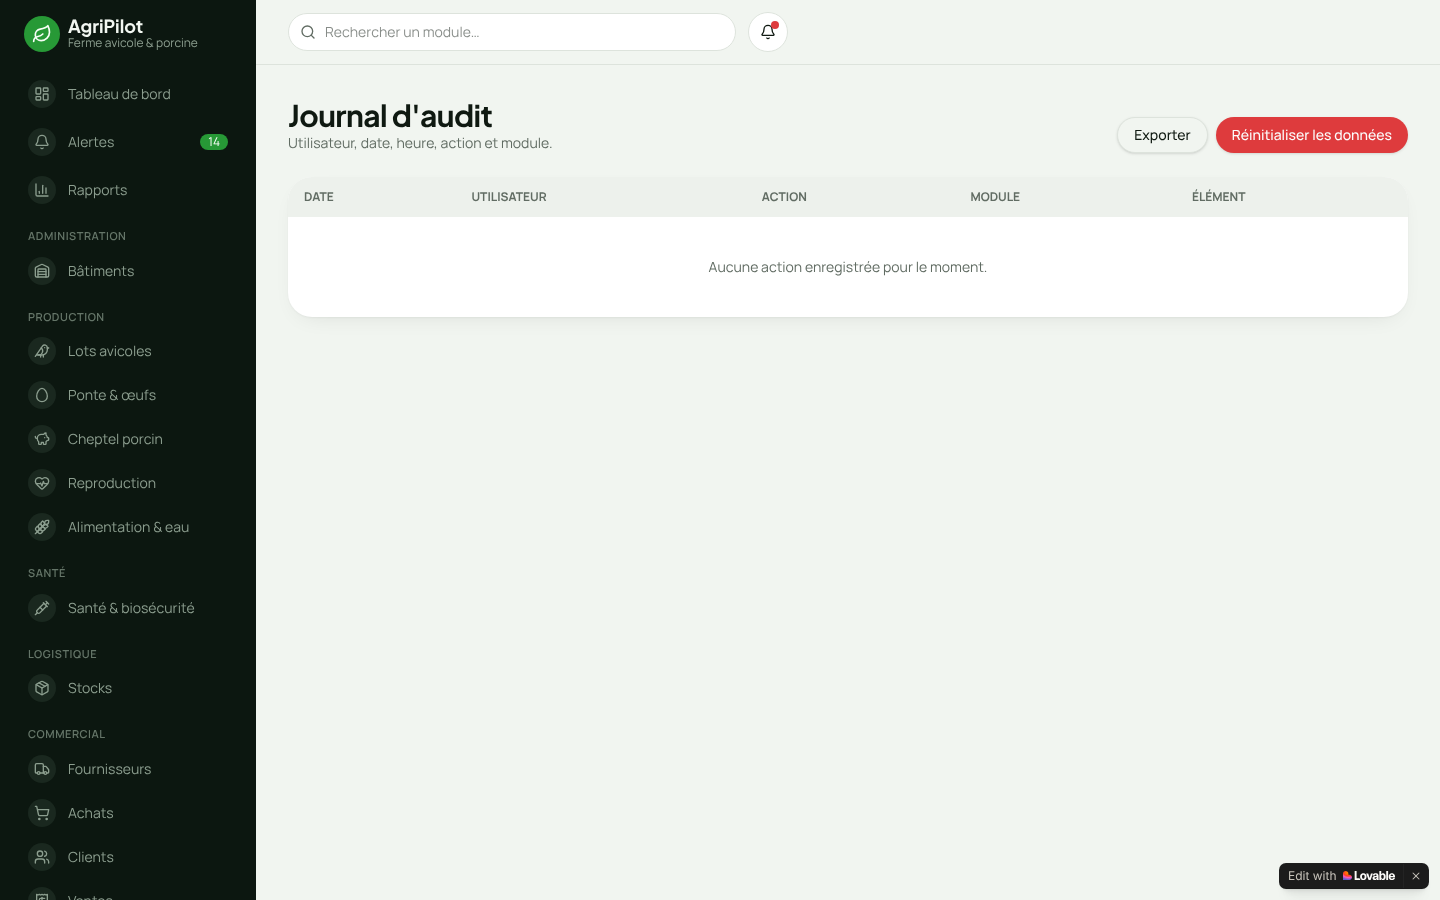 AgriPilot
Ferme avicole & porcine
Tableau de bord
Alertes 14
Rapports
ADMINISTRATION
Bâtiments
PRODUCTION
Lots avicoles
Ponte & œufs
Cheptel porcin
Reproduction
Alimentation & eau
SANTÉ
Santé & biosécurité
LOGISTIQUE
Stocks
COMMERCIAL
Fournisseurs
Achats
Clients
Ventes
Rechercher un module...
Journal d'audit
Utilisateur, date, heure, action et module.
Exporter
Réinitialiser les données
DATE UTILISATEUR ACTION MODULE ÉLÉMENT
Aucune action enregistrée pour le moment.
Edit with Lovable